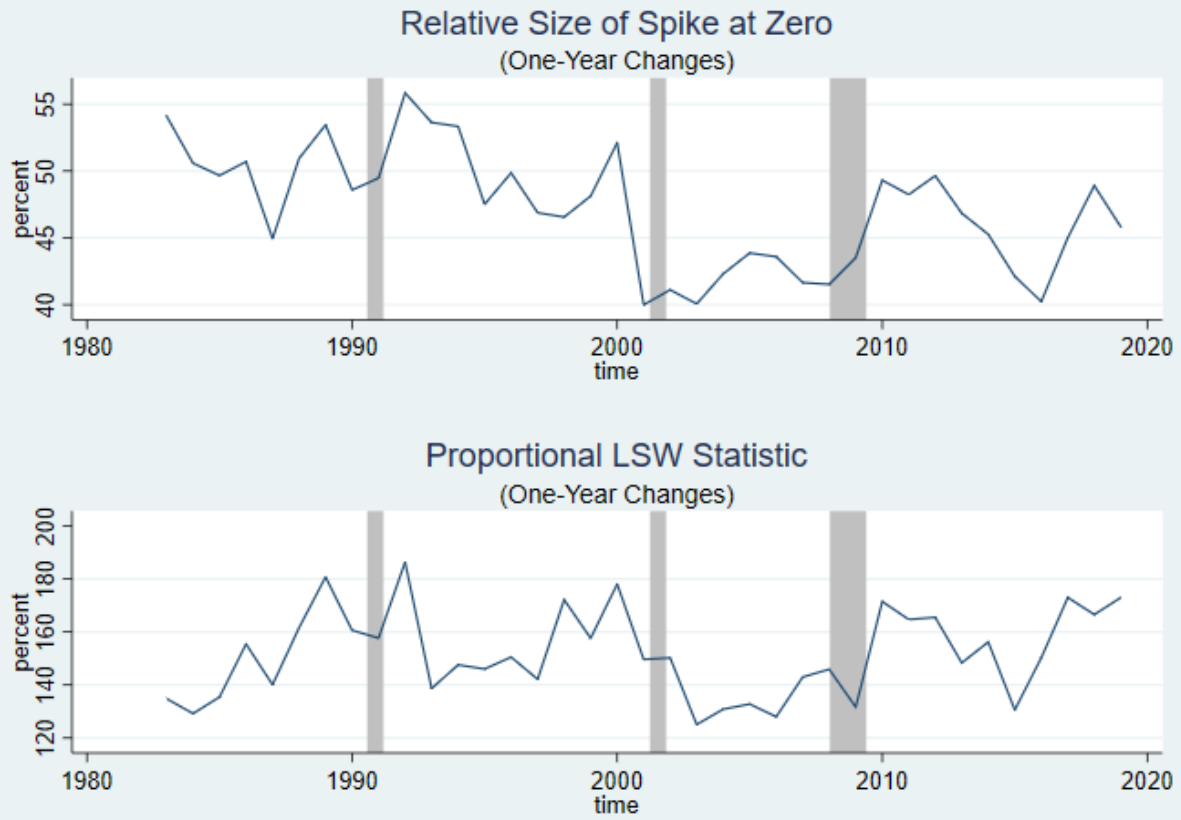 Relative Size of Spike at Zero
(One-Year Changes)
percent
55
50
45
40
1980 1990 2000 2010 2020
time
Proportional LSW Statistic
(One-Year Changes)
percent
200
180
160
140
120
1980 1990 2000 2010 2020
time